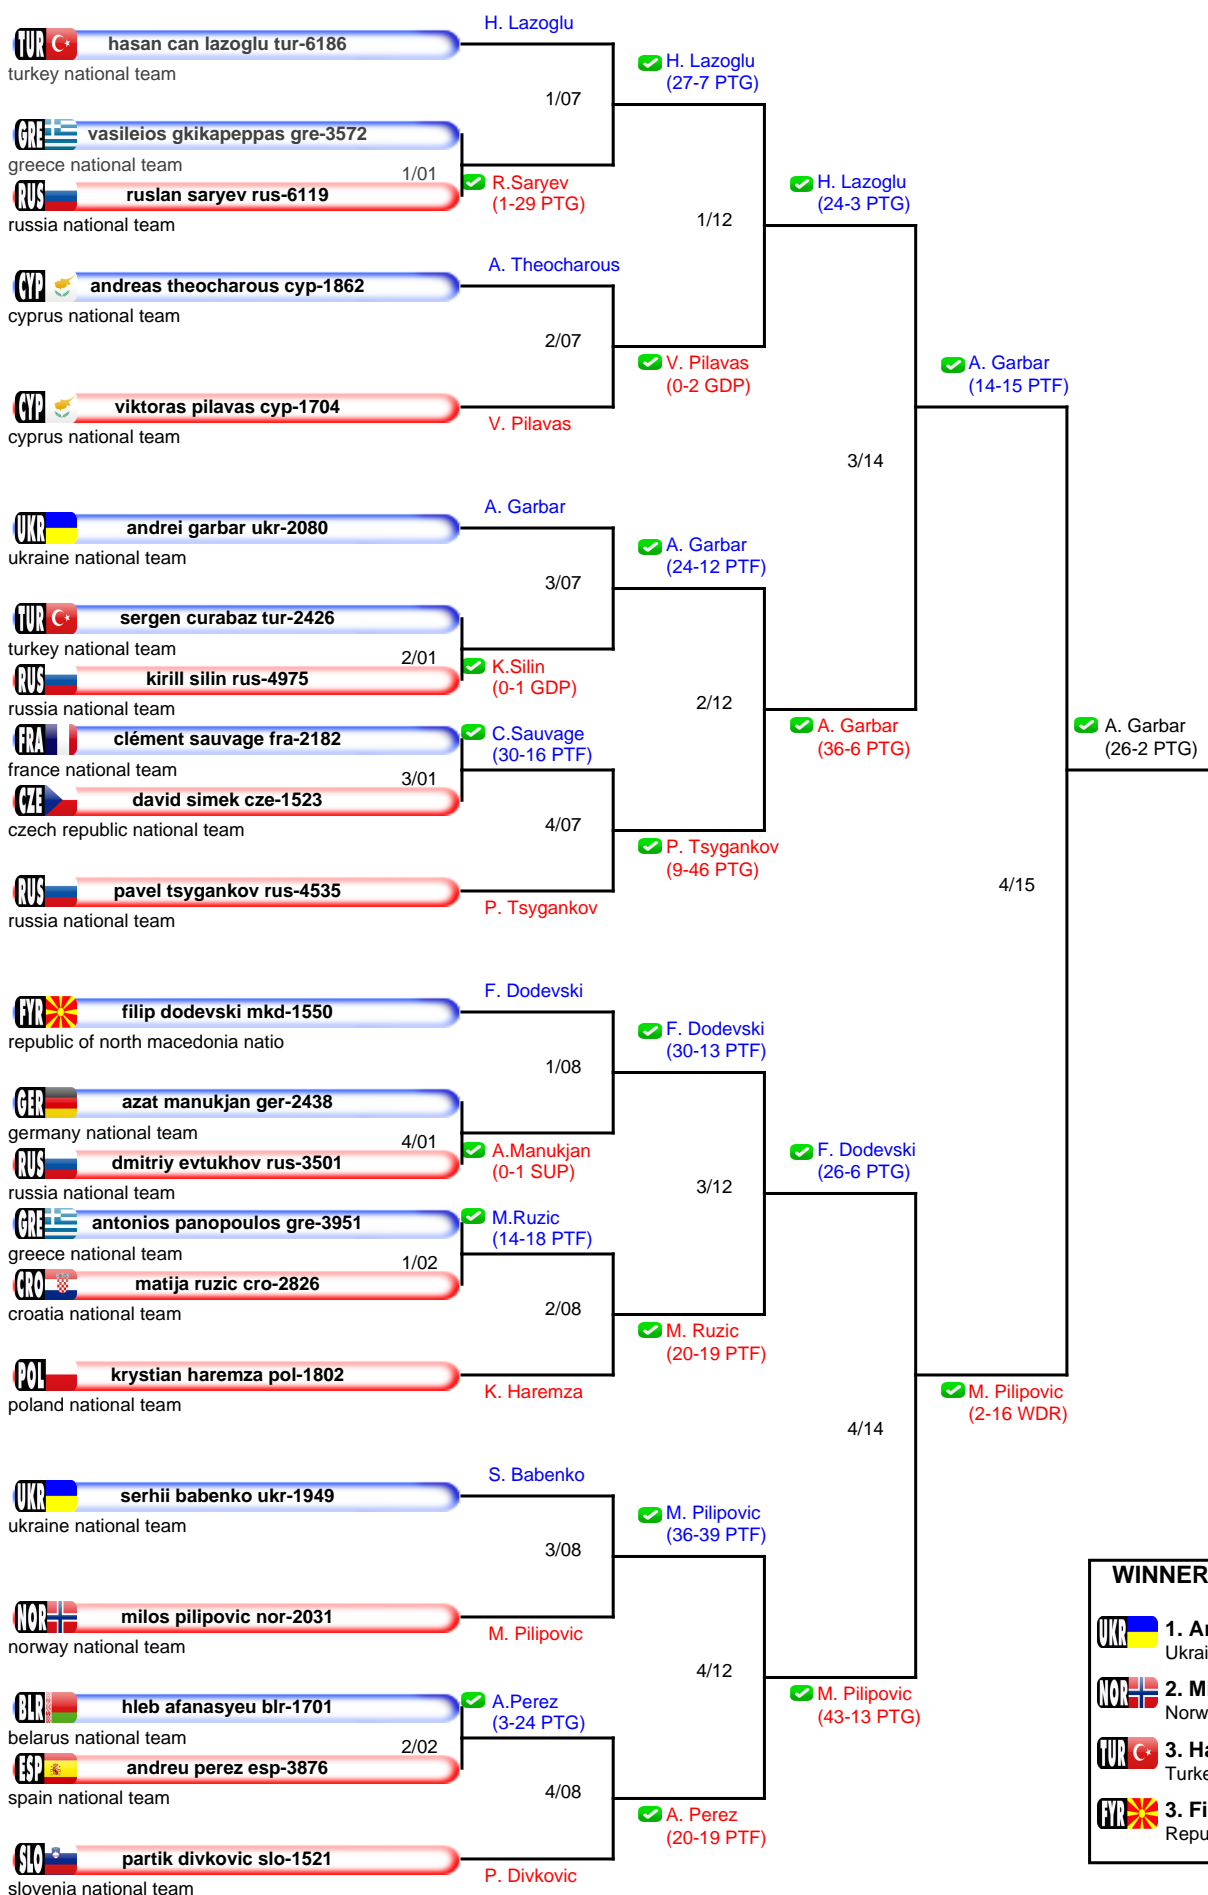 H. Lazoglu
TUR hasan can lazoglu tur-6186
turkey national team
H. Lazoglu
(27-7 PTG)
1/07
GRE vasileios gkikapeppas gre-3572
greece national team
1/01
RUS ruslan saryev rus-6119
russia national team
R.Saryev
(1-29 PTG)
H. Lazoglu
(24-3 PTG)
1/12
A. Theocharous
CYP andreas theocharous cyp-1862
cyprus national team
2/07
V. Pilavas
(0-2 GDP)
CYP viktoras pilavas cyp-1704
cyprus national team
V. Pilavas
A. Garbar
(14-15 PTF)
3/14
A. Garbar
UKR andrei garbar ukr-2080
ukraine national team
A. Garbar
(24-12 PTF)
3/07
TUR sergen curabaz tur-2426
turkey national team
2/01
RUS kirill silin rus-4975
russia national team
K.Silin
(0-1 GDP)
2/12
FRA clément sauvage fra-2182
france national team
C.Sauvage
(30-16 PTF)
A. Garbar
(36-6 PTG)
A. Garbar
(26-2 PTG)
3/01
CZE david simek cze-1523
czech republic national team
4/07
P. Tsygankov
(9-46 PTG)
RUS pavel tsygankov rus-4535
russia national team
P. Tsygankov
4/15
F. Dodevski
FYR filip dodevski mkd-1550
republic of north macedonia natio
F. Dodevski
(30-13 PTF)
1/08
GER azat manukjan ger-2438
germany national team
4/01
RUS dmitriy evtukhov rus-3501
russia national team
A.Manukjan
(0-1 SUP)
F. Dodevski
(26-6 PTG)
3/12
GRE antonios panopoulos gre-3951
greece national team
M.Ruzic
(14-18 PTF)
1/02
CRO matija ruzic cro-2826
croatia national team
2/08
M. Ruzic
(20-19 PTF)
POL krystian haremza pol-1802
poland national team
K. Haremza
M. Pilipovic
(2-16 WDR)
4/14
S. Babenko
UKR serhii babenko ukr-1949
ukraine national team
M. Pilipovic
(36-39 PTF)
3/08
NOR milos pilipovic nor-2031
norway national team
M. Pilipovic
4/12
BLR hleb afanasyeu blr-1701
belarus national team
A.Perez
(3-24 PTG)
M. Pilipovic
(43-13 PTG)
2/02
ESP andreu perez esp-3876
spain national team
4/08
A. Perez
(20-19 PTF)
SLO partik divkovic slo-1521
slovenia national team
P. Divkovic
WINNER
UKR 1. A
Ukrai
NOR 2. M
Norw
TUR 3. Ha
Turke
FYR 3. Fi
Repu